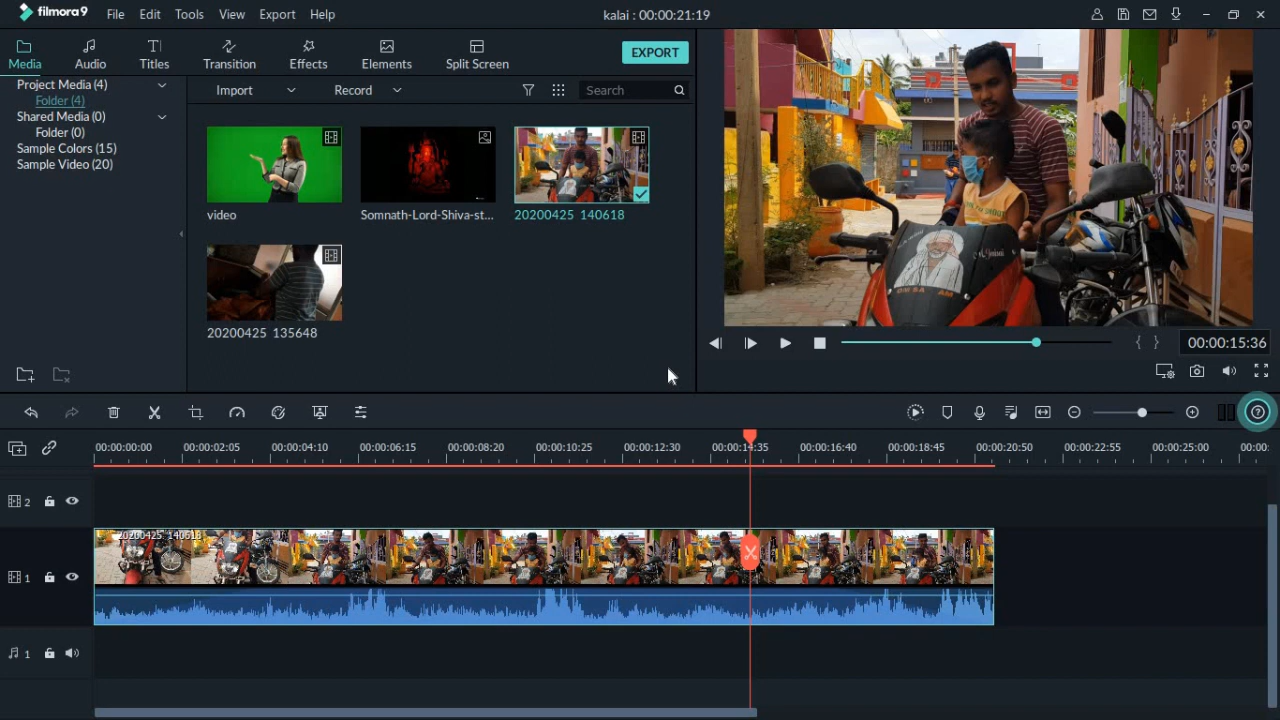 filmora9 File Edit Tools View Export Help kalai : 00:00:21:19
Media Audio Titles Transition Effects Elements Split Screen EXPORT
Project Media (4)
Folder (4)
Shared Media (0)
Folder (0)
Sample Colors (15)
Sample Video (20)
Import Record Search
video Somnath-Lord-Shiva-st... 20200425 140618
20200425 135648
OM SA AM
00:00:15:36
00:00:00:00 00:00:02:05 00:00:04:10 00:00:06:15 00:00:08:20 00:00:10:25 00:00:12:30 00:00:14:35 00:00:16:40 00:00:18:45 00:00:20:50 00:00:22:55 00:00:25:00 00:00:
2
20200425 140618
1
1